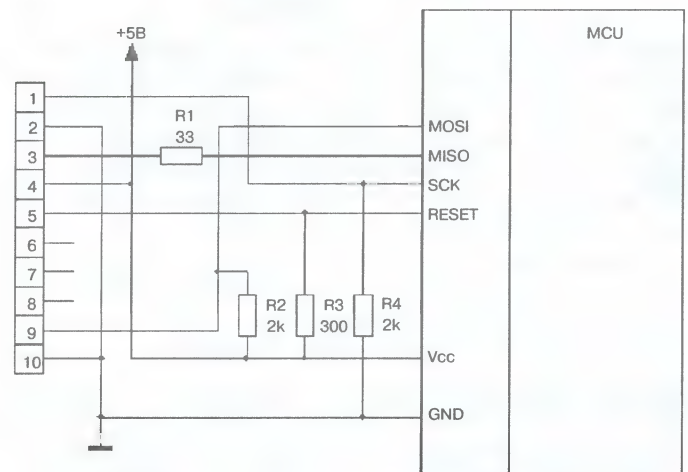 +5В
MCU
1
2
3
4
5
6
7
8
9
10
R1
33
MOSI
MISO
SCK
RESET
R2
2k
R3
300
R4
2k
Vcc
GND